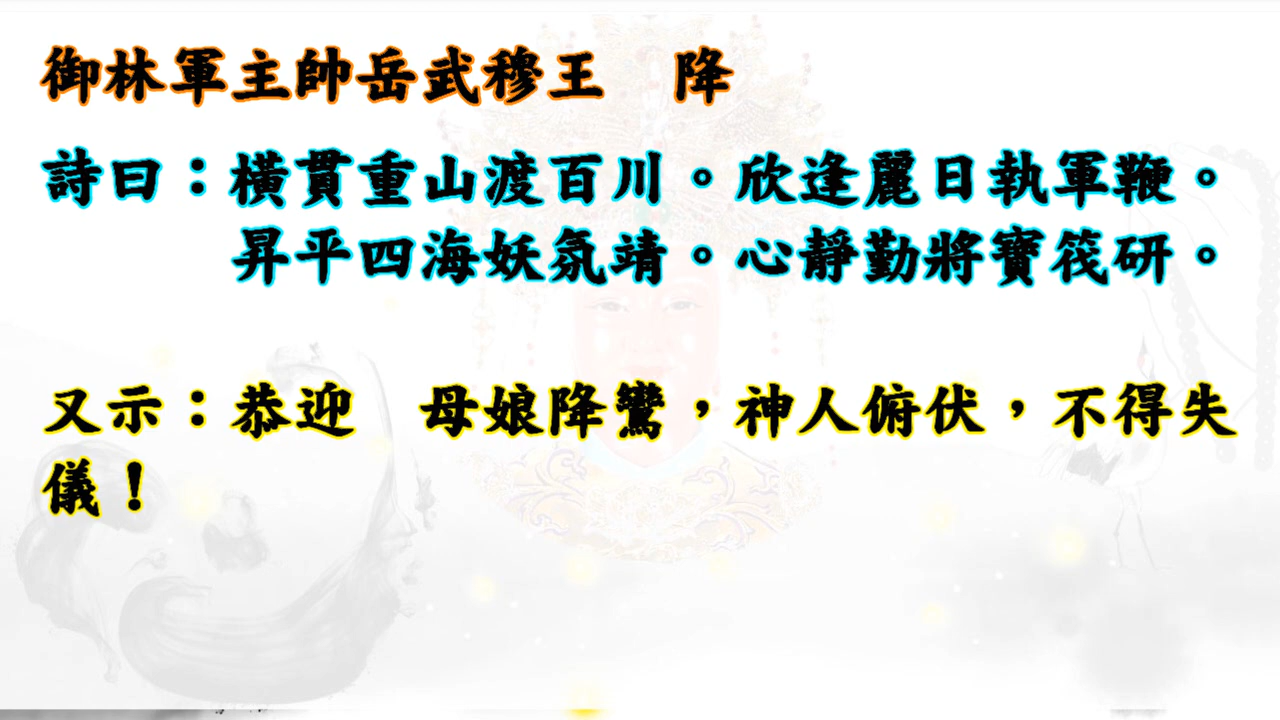 御林軍主帥岳武穆王　降
詩曰：橫貫重山渡百川。欣逢麗日執軍鞭。
昇平四海妖氛靖。心靜勤將寶筏研。
又示：恭迎　母娘降鸞，神人俯伏，不得失
儀！